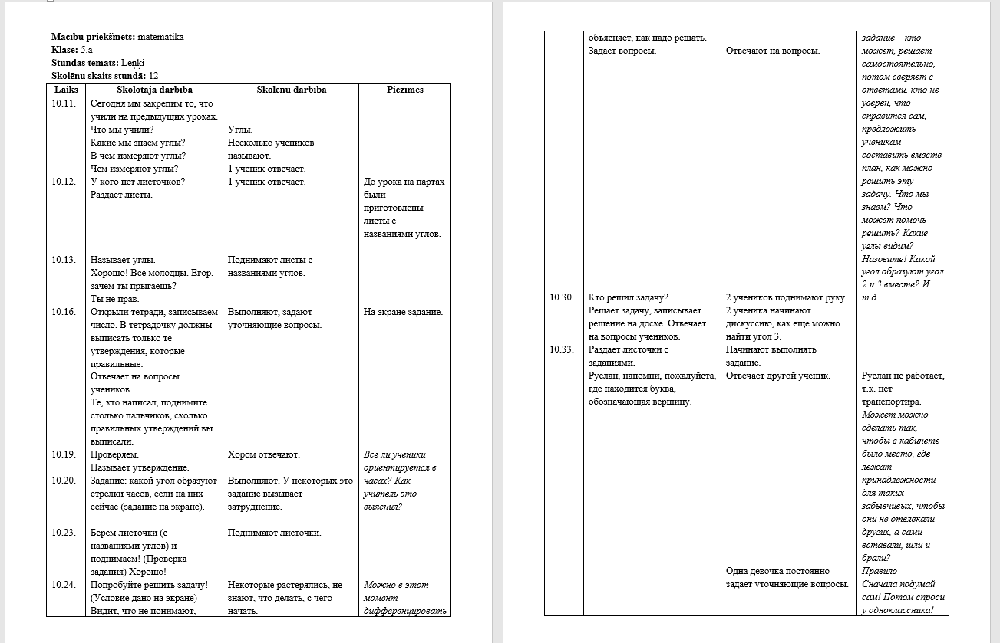 Mācību priekšmets: matemātika
Klase: 5.a
Stundas temats: Leņķi
Skolēnu skaits stundā: 12
Laiks Skolotāja darbība Skolēnu darbība Piezīmes
10.11. Сегодня мы закрепим то, что
учили на предыдущих уроках.
Что мы учили? Углы.
Какие мы знаем углы? Несколько учеников
В чем измеряют углы? называют.
Чем измеряют углы? 1 ученик отвечает.
10.12. У кого нет листочков? 1 ученик отвечает. До урока на партах
Раздает листы. были
приготовлены
листы с
названиями углов.
10.13. Называет углы. Поднимают листы с
Хорошо! Все молодцы. Егор, названиями углов.
зачем ты прыгаешь?
Ты не прав.
10.16. Открыли тетради, записываем Выполняют, задают На экране задание.
число. В тетрадочку должны уточняющие вопросы.
выписать только те
утверждения, которые
правильные.
Отвечает на вопросы
учеников.
Те, кто написал, поднимите
столько пальчиков, сколько
правильных утверждений вы
выписали.
10.19. Проверяем. Хором отвечают. Все ли ученики
Называет утверждение. ориентируется в
10.20. Задание: какой угол образуют Выполняют. У некоторых это часах? Как
стрелки часов, если на них задание вызывает учитель это
сейчас (задание на экране). затруднение. выяснил?
10.23. Берем листочки (с Поднимают листочки.
названиями углов) и
поднимаем! (Проверка
задания) Хорошо!
10.24. Попробуйте решить задачу! Некоторые растерялись, не Можно в этот
(Условие дано на экране) знают, что делать, с чего момент
Видит, что не понимают, начать. дифференцировать
объясняет, как надо решать. задание – кто
Задает вопросы. Отвечают на вопросы. может, решает
самостоятельно,
потом сверяет с
ответами, кто не
уверен, что
справится сам,
предложить
ученикам
составить вместе
план, как можно
решить эту
задачу. Что мы
знаем? Что
может помочь
решить? Какие
углы видим?
Назовите! Какой
угол образуют угол
2 и 3 вместе? И
10.30. Кто решил задачу? 2 учеников поднимают руку. т.д.
Решает задачу, записывает 2 ученика начинают
решение на доске. Отвечает дискуссию, как еще можно
на вопросы учеников. найти угол 3.
10.33. Раздает листочки с Начинают выполнять
заданиями. задание.
Руслан, напомни, пожалуйста, Отвечает другой ученик. Руслан не работает,
где находится буква, т.к. нет
обозначающая вершину. транспортира.
Может можно
сделать так,
чтобы в кабинете
было место, где
лежат
принадлежности
для таких
забывчивых, чтобы
они не отвлекали
других, а сами
вставали, шли и
брали?
Одна девочка постоянно Правило
задает уточняющие вопросы. Сначала подумай
сам! Потом спроси
у одноклассника!